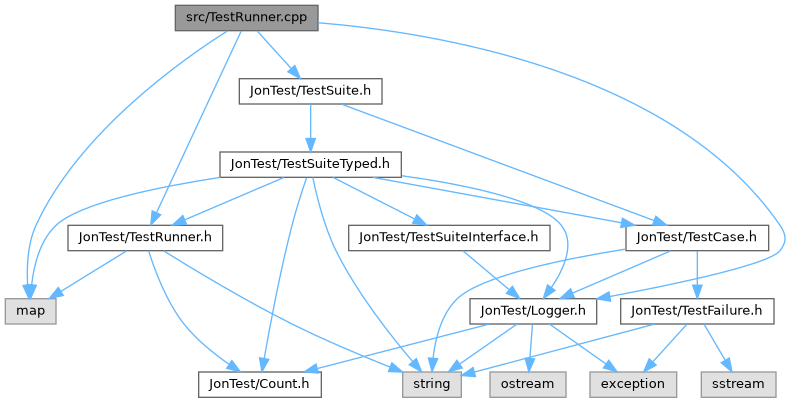 src/TestRunner.cpp
JonTest/TestSuite.h
JonTest/TestSuiteTyped.h
JonTest/TestRunner.h
JonTest/TestSuiteInterface.h
JonTest/TestCase.h
map
JonTest/Logger.h
JonTest/TestFailure.h
JonTest/Count.h
string
ostream
exception
sstream